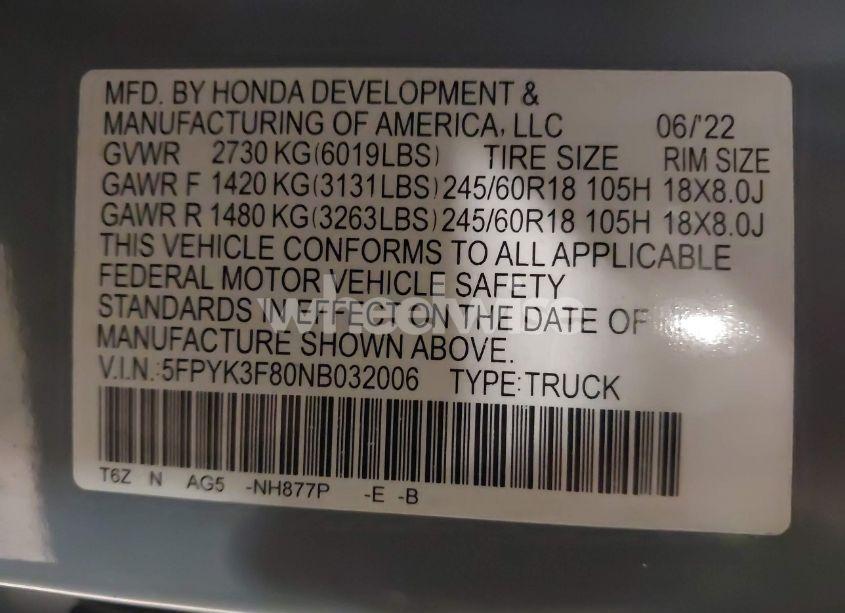 MFD. BY HONDA DEVELOPMENT &
MANUFACTURING OF AMERICA, LLC 06/'22
GVWR 2730 KG(6019LBS) TIRE SIZE RIM SIZE
GAWR F 1420 KG(3131LBS) 245/60R18 105H 18X8.0J
GAWR R 1480 KG(3263LBS) 245/60R18 105H 18X8.0J
THIS VEHICLE CONFORMS TO ALL APPLICABLE
FEDERAL MOTOR VEHICLE SAFETY
STANDARDS IN EFFECT ON THE DATE OF
MANUFACTURE SHOWN ABOVE.
V.I.N.:5FPYK3F80NB032006 TYPE:TRUCK
T6Z N AG5 -NH877P -E -B